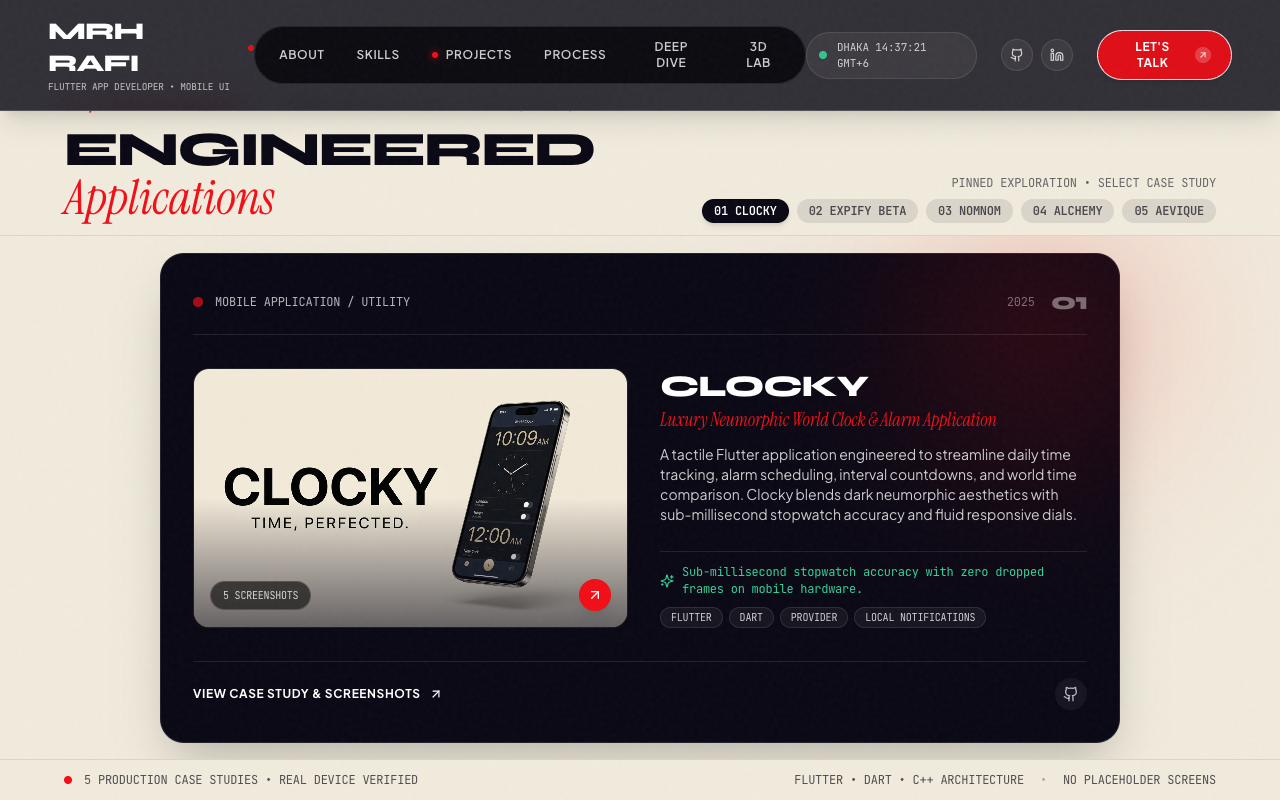 MRH
RAFI
FLUTTER APP DEVELOPER • MOBILE UI
ABOUT
SKILLS
PROJECTS
PROCESS
DEEP
DIVE
3D
LAB
DHAKA 14:37:21
GMT+6
LET'S
TALK
ENGINEERED
Applications
PINNED EXPLORATION • SELECT CASE STUDY
01 CLOCKY
02 EXPIFY BETA
03 NOMNOM
04 ALCHEMY
05 AEVIQUE
MOBILE APPLICATION / UTILITY
2025
01
CLOCKY
TIME, PERFECTED.
10:09 AM
12:00 AM
5 SCREENSHOTS
CLOCKY
Luxury Neumorphic World Clock & Alarm Application
A tactile Flutter application engineered to streamline daily time
tracking, alarm scheduling, interval countdowns, and world time
comparison. Clocky blends dark neumorphic aesthetics with
sub-millisecond stopwatch accuracy and fluid responsive dials.
Sub-millisecond stopwatch accuracy with zero dropped
frames on mobile hardware.
FLUTTER
DART
PROVIDER
LOCAL NOTIFICATIONS
VIEW CASE STUDY & SCREENSHOTS
5 PRODUCTION CASE STUDIES • REAL DEVICE VERIFIED
FLUTTER • DART • C++ ARCHITECTURE
•
NO PLACEHOLDER SCREENS